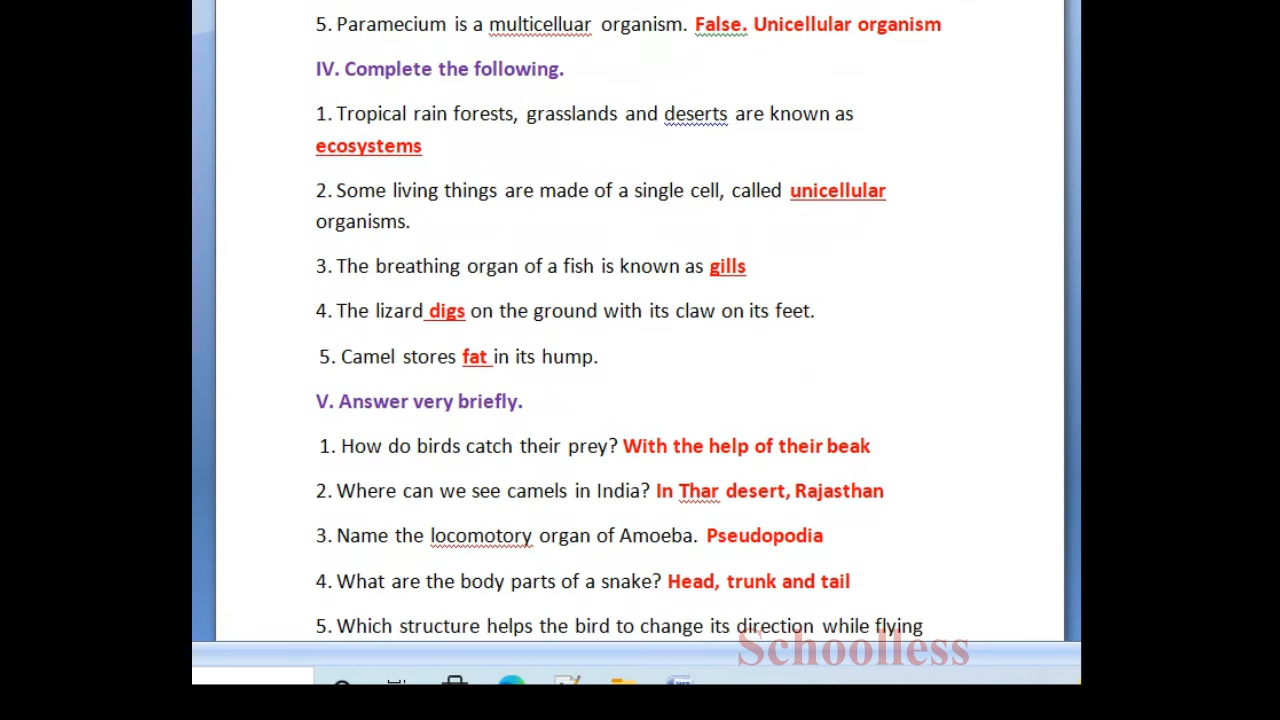 5. Paramecium is a multicelluar organism. False. Unicellular organism
IV. Complete the following.
1. Tropical rain forests, grasslands and deserts are known as
ecosystems
2. Some living things are made of a single cell, called unicellular
organisms.
3. The breathing organ of a fish is known as gills
4. The lizard digs on the ground with its claw on its feet.
5. Camel stores fat in its hump.
V. Answer very briefly.
1. How do birds catch their prey? With the help of their beak
2. Where can we see camels in India? In Thar desert, Rajasthan
3. Name the locomotory organ of Amoeba. Pseudopodia
4. What are the body parts of a snake? Head, trunk and tail
5. Which structure helps the bird to change its direction while flying
Schoolless